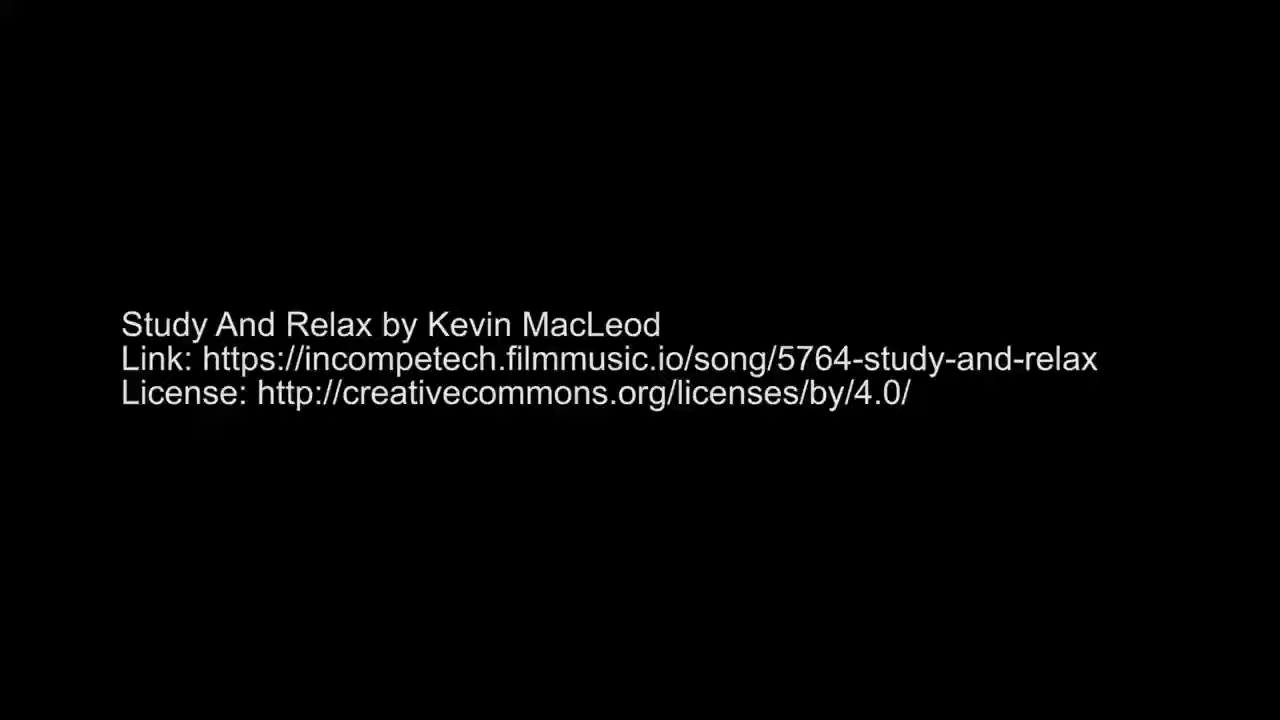 Study And Relax by Kevin MacLeod
Link: https://incompetech.filmmusic.io/song/5764-study-and-relax
License: http://creativecommons.org/licenses/by/4.0/